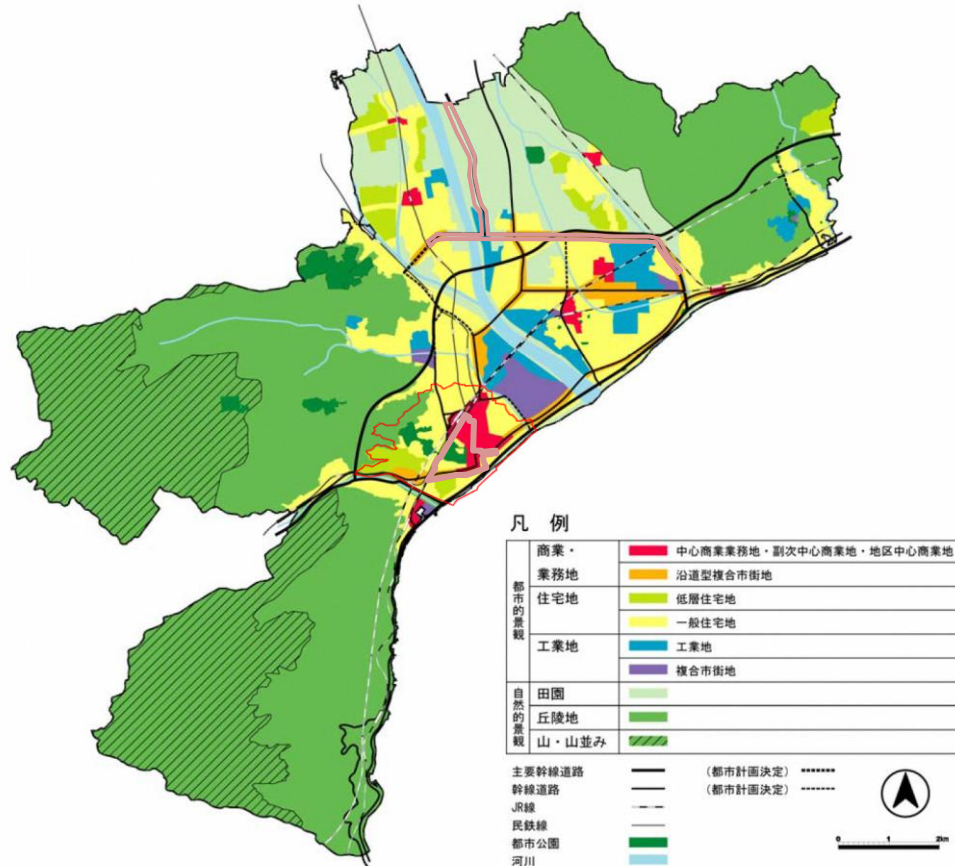 凡 例
都市的景観
商業・
業務地
中心商業業務地・副次中心商業地・地区中心商業地
沿道型複合市街地
住宅地
低層住宅地
一般住宅地
工業地
工業地
複合市街地
自然的景観
田園
丘陵地
山・山並み
主要幹線道路 (都市計画決定)
幹線道路 (都市計画決定)
JR線
民鉄線
都市公園
河川
0 1 2km